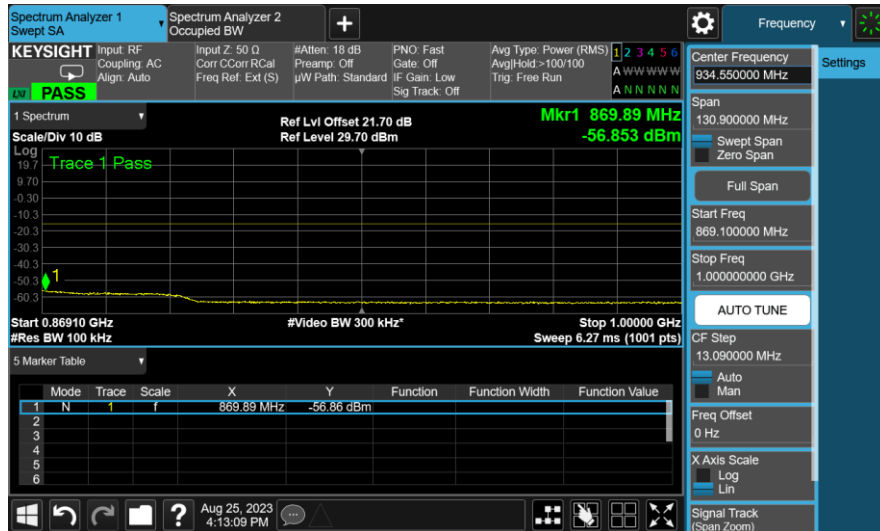 Spectrum Analyzer 1
Swept SA
Spectrum Analyzer 2
Occupied BW
+
Frequency
KEYSIGHT
Input: RF
Coupling: AC
Align: Auto
Input Z: 50 Ω
Corr CCorr RCal
Freq Ref: Ext (S)
#Atten: 18 dB
Preamp: Off
µW Path: Standard
PNO: Fast
Gate: Off
IF Gain: Low
Sig Track: Off
Avg Type: Power (RMS)
Avg|Hold:>100/100
Trig: Free Run
1 2 3 4 5 6
A W W W W W
A N N N N N
LXI
PASS
1 Spectrum
Scale/Div 10 dB
Ref Lvl Offset 21.70 dB
Ref Level 29.70 dBm
Mkr1 869.89 MHz
-56.853 dBm
Log
Trace 1 Pass
19.7
9.70
-0.30
-10.3
-20.3
-30.3
-40.3
-50.3
-60.3
1
Start 0.86910 GHz
#Res BW 100 kHz
#Video BW 300 kHz*
Stop 1.00000 GHz
Sweep 6.27 ms (1001 pts)
5 Marker Table
Mode Trace Scale X Y Function Function Width Function Value
1 N 1 f 869.89 MHz -56.86 dBm
2
3
4
5
6
Center Frequency
934.550000 MHz
Settings
Span
130.900000 MHz
Swept Span
Zero Span
Full Span
Start Freq
869.100000 MHz
Stop Freq
1.000000000 GHz
AUTO TUNE
CF Step
13.090000 MHz
Auto
Man
Freq Offset
0 Hz
X Axis Scale
Log
Lin
Signal Track
(Span Zoom)
?
Aug 25, 2023
4:13:09 PM